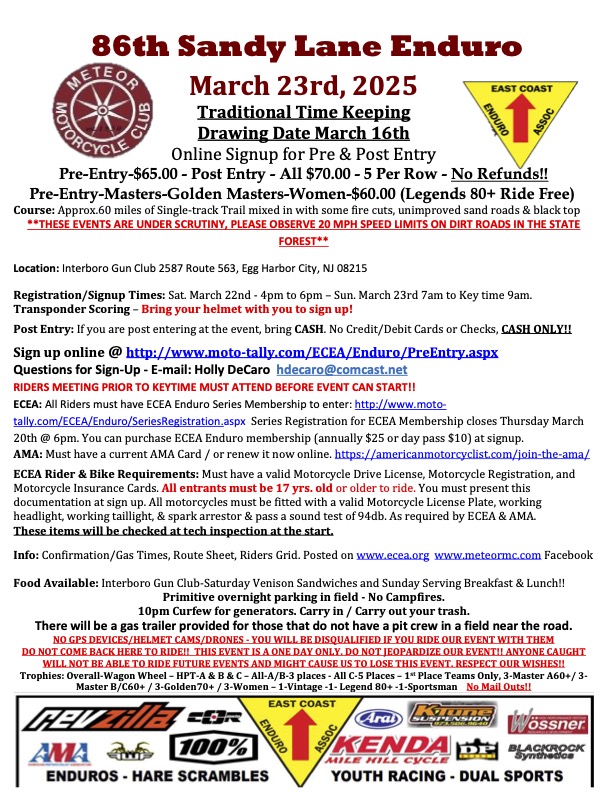 86th Sandy Lane Enduro
METEOR
MOTORCYCLE CLUB
March 23rd, 2025
EAST COAST
ENDURO
ASSOC
Traditional Time Keeping
Drawing Date March 16th
Online Signup for Pre & Post Entry
Pre-Entry-$65.00 - Post Entry - All $70.00 - 5 Per Row - No Refunds!!
Pre-Entry-Masters-Golden Masters-Women-$60.00 (Legends 80+ Ride Free)
Course: Approx.60 miles of Single-track Trail mixed in with some fire cuts, unimproved sand roads & black top
**THESE EVENTS ARE UNDER SCRUTINY, PLEASE OBSERVE 20 MPH SPEED LIMITS ON DIRT ROADS IN THE STATE
FOREST**
Location: Interboro Gun Club 2587 Route 563, Egg Harbor City, NJ 08215
Registration/Signup Times: Sat. March 22nd - 4pm to 6pm – Sun. March 23rd 7am to Key time 9am.
Transponder Scoring – Bring your helmet with you to sign up!
Post Entry: If you are post entering at the event, bring CASH. No Credit/Debit Cards or Checks, CASH ONLY!!
Sign up online @ http://www.moto-tally.com/ECEA/Enduro/PreEntry.aspx
Questions for Sign-Up - E-mail: Holly DeCaro hdecaro@comcast.net
RIDERS MEETING PRIOR TO KEYTIME MUST ATTEND BEFORE EVENT CAN START!!
ECEA: All Riders must have ECEA Enduro Series Membership to enter: http://www.moto-
tally.com/ECEA/Enduro/SeriesRegistration.aspx Series Registration for ECEA Membership closes Thursday March
20th @ 6pm. You can purchase ECEA Enduro membership (annually $25 or day pass $10) at signup.
AMA: Must have a current AMA Card / or renew it now online. https://americanmotorcyclist.com/join-the-ama/
ECEA Rider & Bike Requirements: Must have a valid Motorcycle Drive License, Motorcycle Registration, and
Motorcycle Insurance Cards. All entrants must be 17 yrs. old or older to ride. You must present this
documentation at sign up. All motorcycles must be fitted with a valid Motorcycle License Plate, working
headlight, working taillight, & spark arrestor & pass a sound test of 94db. As required by ECEA & AMA.
These items will be checked at tech inspection at the start.
Info: Confirmation/Gas Times, Route Sheet, Riders Grid. Posted on www.ecea.org www.meteormc.com Facebook
Food Available: Interboro Gun Club-Saturday Venison Sandwiches and Sunday Serving Breakfast & Lunch!!
Primitive overnight parking in field - No Campfires.
10pm Curfew for generators. Carry in / Carry out your trash.
There will be a gas trailer provided for those that do not have a pit crew in a field near the road.
NO GPS DEVICES/HELMET CAMS/DRONES - YOU WILL BE DISQUALIFIED IF YOU RIDE OUR EVENT WITH THEM
DO NOT COME BACK HERE TO RIDE!! THIS EVENT IS A ONE DAY ONLY. DO NOT JEOPARDIZE OUR EVENT!! ANYONE CAUGHT
WILL NOT BE ABLE TO RIDE FUTURE EVENTS AND MIGHT CAUSE US TO LOSE THIS EVENT. RESPECT OUR WISHES!!
Trophies: Overall-Wagon Wheel – HPT-A & B & C – All-A/B-3 places - All C-5 Places – 1st Place Teams Only, 3-Master A60+/ 3-
Master B/C60+ / 3-Golden70+ / 3-Women – 1-Vintage -1- Legend 80+ -1-Sportsman No Mail Outs!!
REVZILLA
EAST COAST
ENDURO
ASSOC
Arai
K-Tune
SUSPENSION
973.506.9640
Wössner
AMA
100%
KENDA
MILE HILL CYCLE
BLACKROCK
Synthetics
ENDUROS - HARE SCRAMBLES
YOUTH RACING - DUAL SPORTS